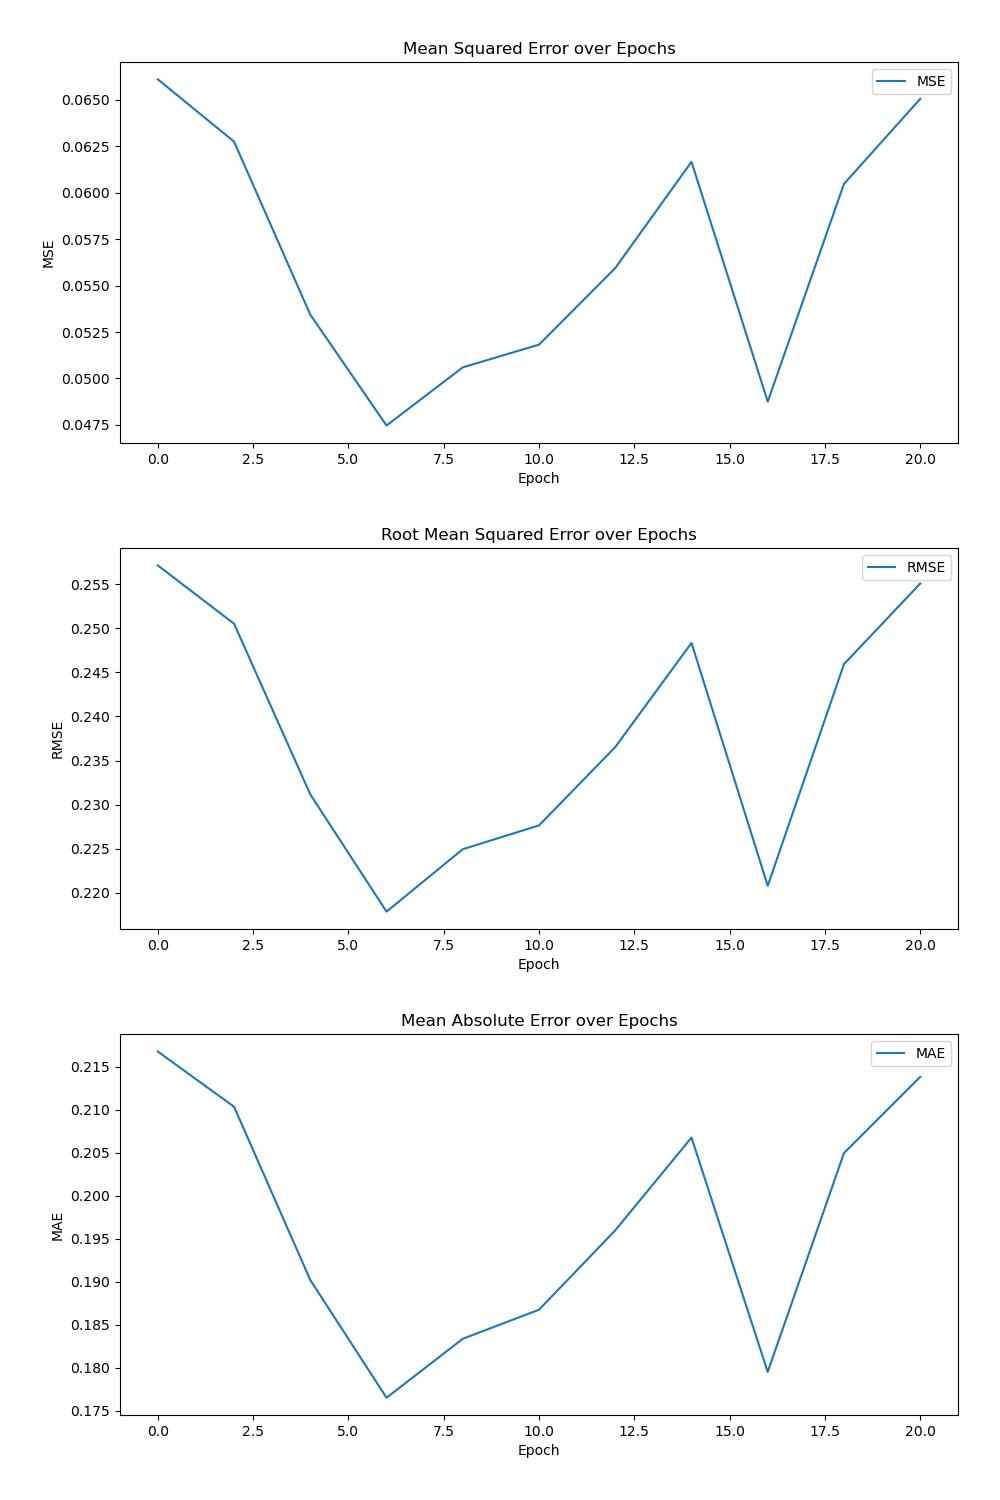 Mean Squared Error over Epochs
MSE
0.0650
0.0625
0.0600
0.0575
0.0550
0.0525
0.0500
0.0475
MSE
0.0 2.5 5.0 7.5 10.0 12.5 15.0 17.5 20.0
Epoch
Root Mean Squared Error over Epochs
RMSE
0.255
0.250
0.245
0.240
0.235
0.230
0.225
0.220
RMSE
0.0 2.5 5.0 7.5 10.0 12.5 15.0 17.5 20.0
Epoch
Mean Absolute Error over Epochs
MAE
0.215
0.210
0.205
0.200
0.195
0.190
0.185
0.180
0.175
MAE
0.0 2.5 5.0 7.5 10.0 12.5 15.0 17.5 20.0
Epoch